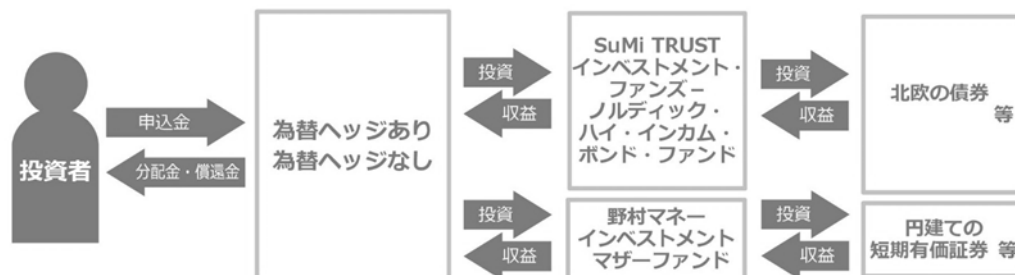 投資者
申込金
分配金・償還金
為替ヘッジあり
為替ヘッジなし
投資
収益
SuMi TRUST
インベストメント・
ファンズ－
ノルディック・
ハイ・インカム・
ボンド・ファンド
投資
収益
北欧の債券
等
投資
収益
野村マネー
インベストメント
マザーファンド
投資
収益
円建ての
短期有価証券 等